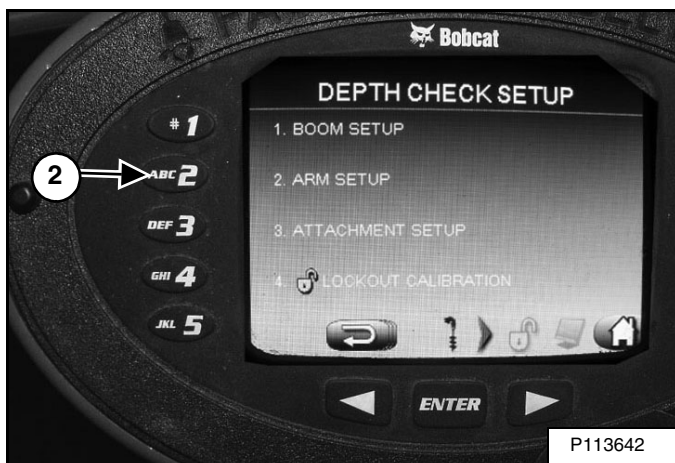 Bobcat
DEPTH CHECK SETUP
# 1
1. BOOM SETUP
2
ABC 2
2. ARM SETUP
DEF 3
3. ATTACHMENT SETUP
GHI 4
4. LOCKOUT CALIBRATION
JKL 5
ENTER
P113642